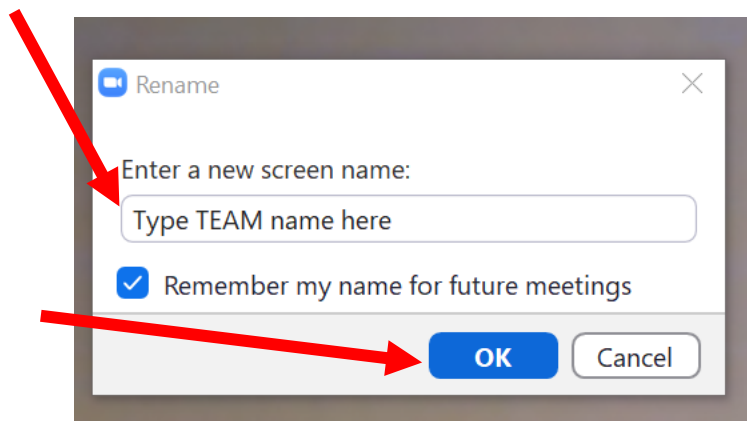 Rename
Enter a new screen name:
Type TEAM name here
Remember my name for future meetings
OK Cancel